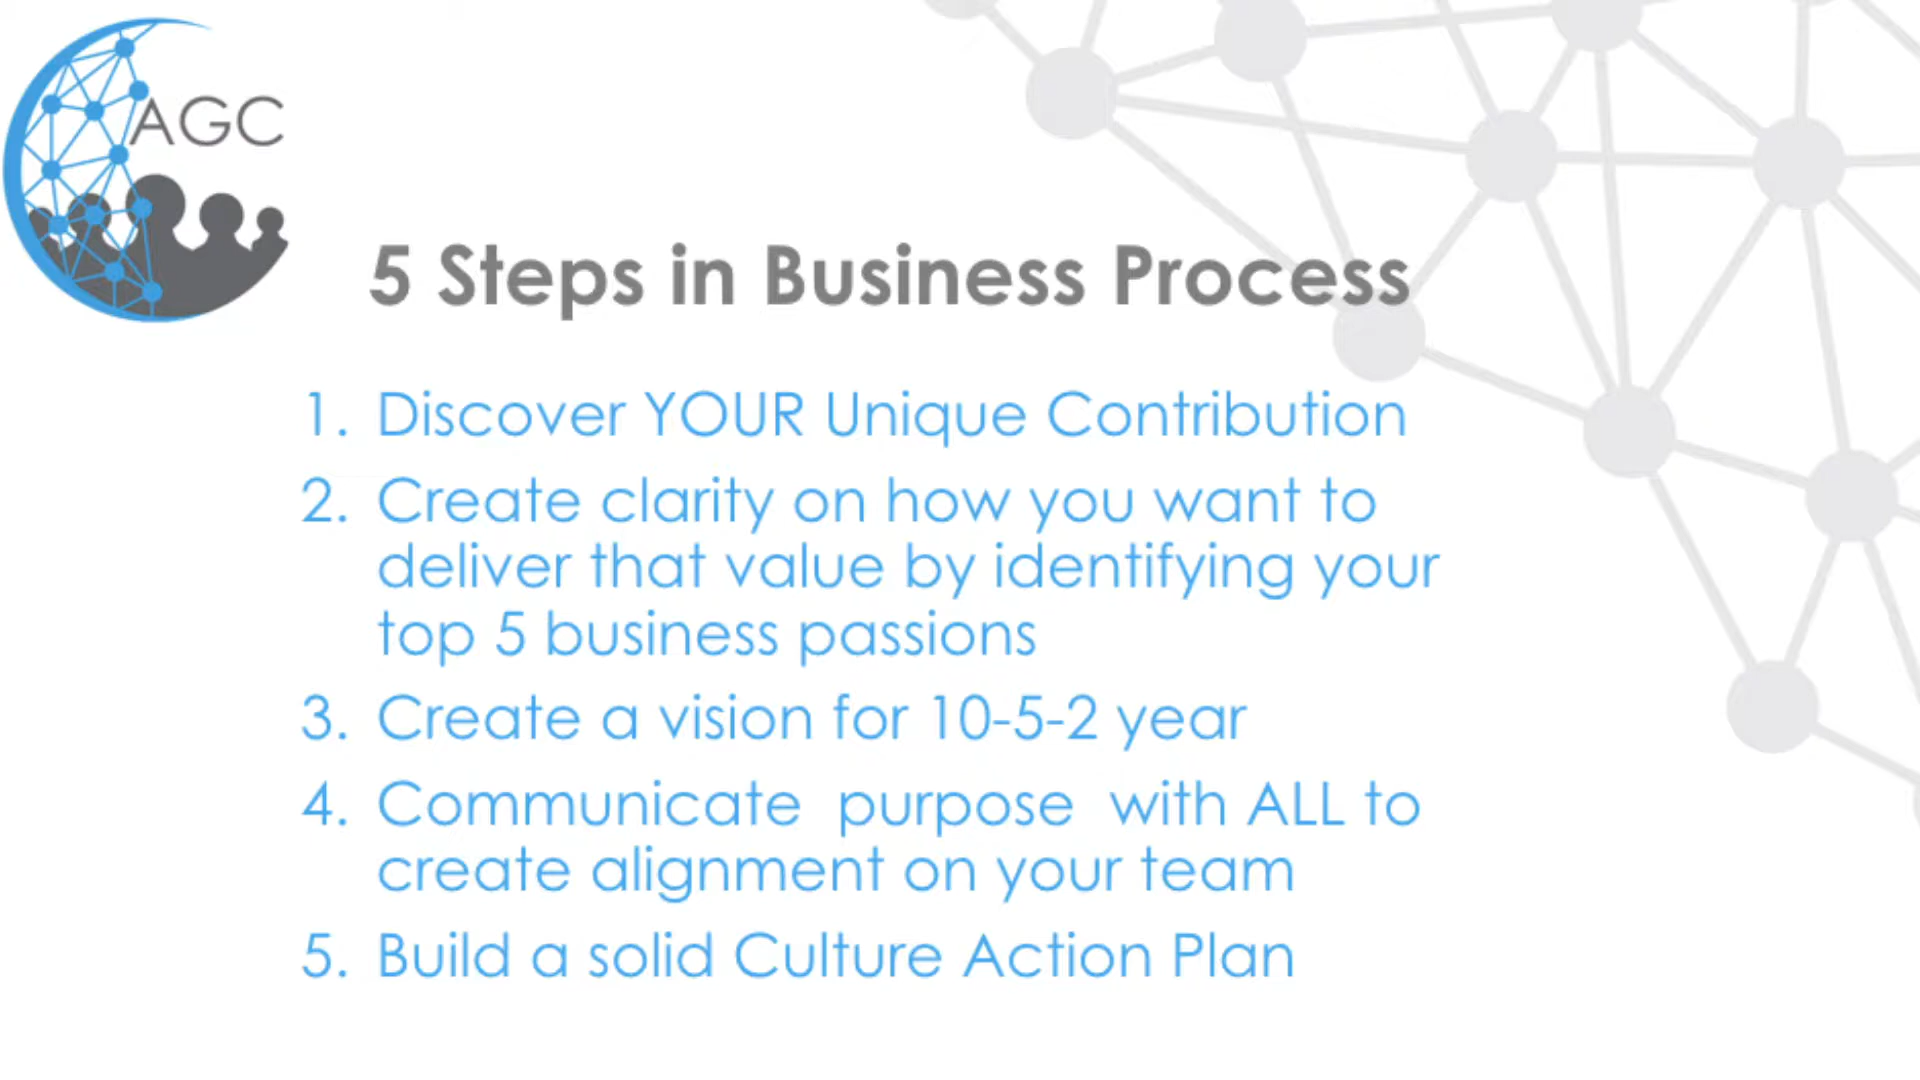 AGC
5 Steps in Business Process
1. Discover YOUR Unique Contribution
2. Create clarity on how you want to
deliver that value by identifying your
top 5 business passions
3. Create a vision for 10-5-2 year
4. Communicate purpose with ALL to
create alignment on your team
5. Build a solid Culture Action Plan